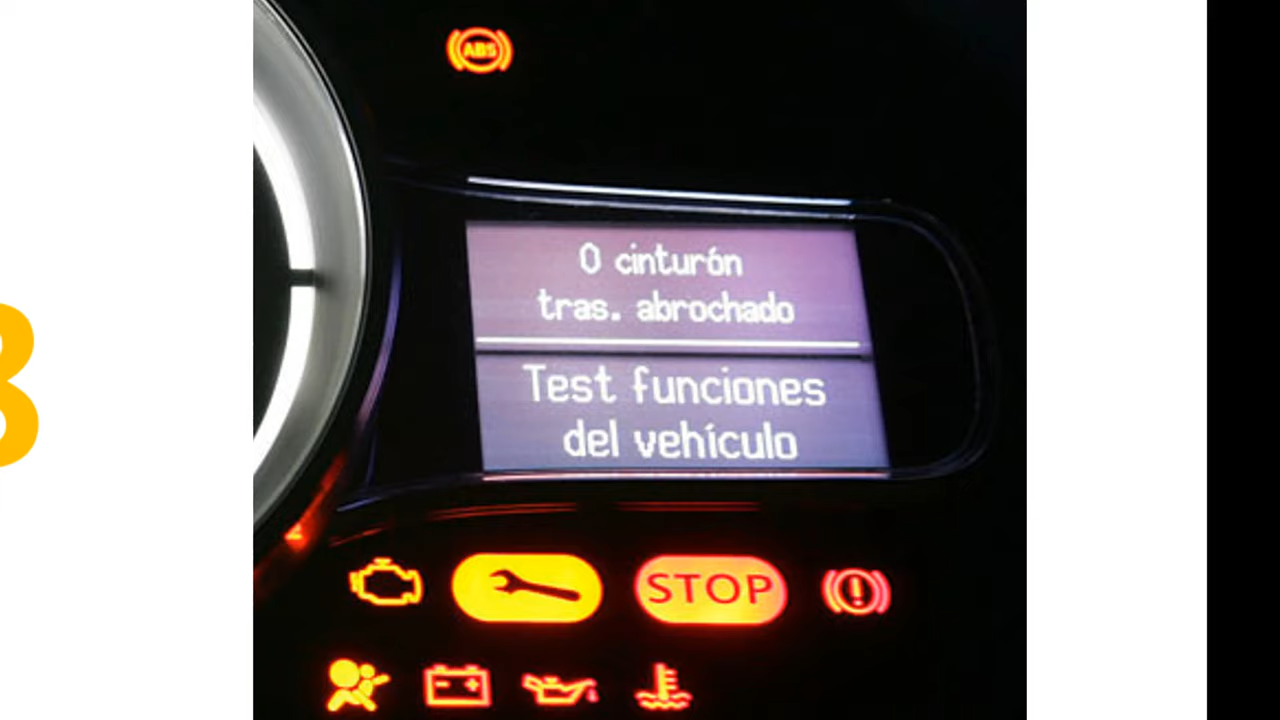 ABS
0 cinturón
tras. abrochado
Test funciones
del vehículo
STOP